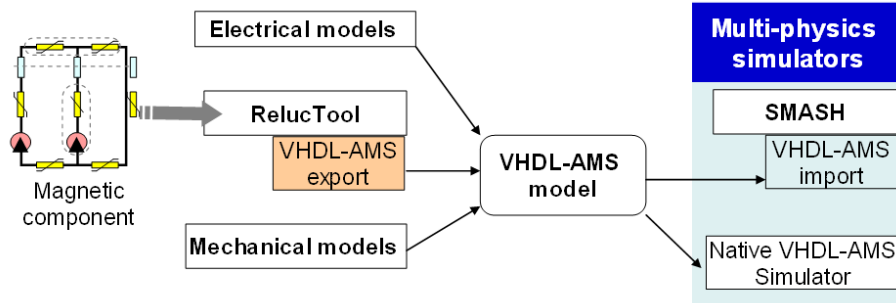 Electrical models
Multi-physics
simulators
RelucTool
SMASH
VHDL-AMS
export
VHDL-AMS
model
VHDL-AMS
import
Magnetic
component
Mechanical models
Native VHDL-AMS
Simulator